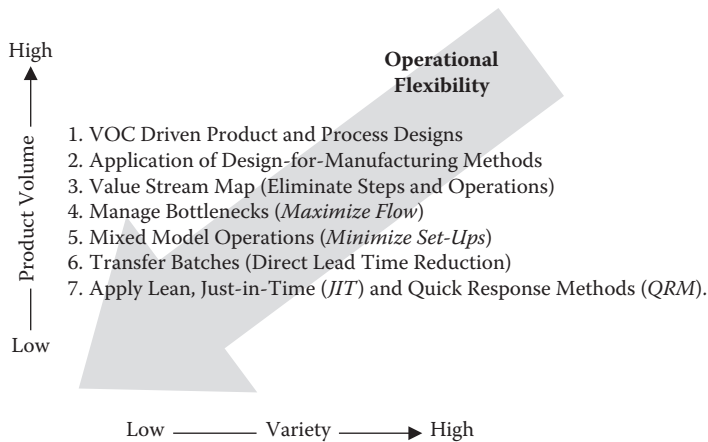 High
Operational
Flexibility
Product Volume
1. VOC Driven Product and Process Designs
2. Application of Design-for-Manufacturing Methods
3. Value Stream Map (Eliminate Steps and Operations)
4. Manage Bottlenecks (Maximize Flow)
5. Mixed Model Operations (Minimize Set-Ups)
6. Transfer Batches (Direct Lead Time Reduction)
7. Apply Lean, Just-in-Time (JIT) and Quick Response Methods (QRM).
Low
Low Variety High